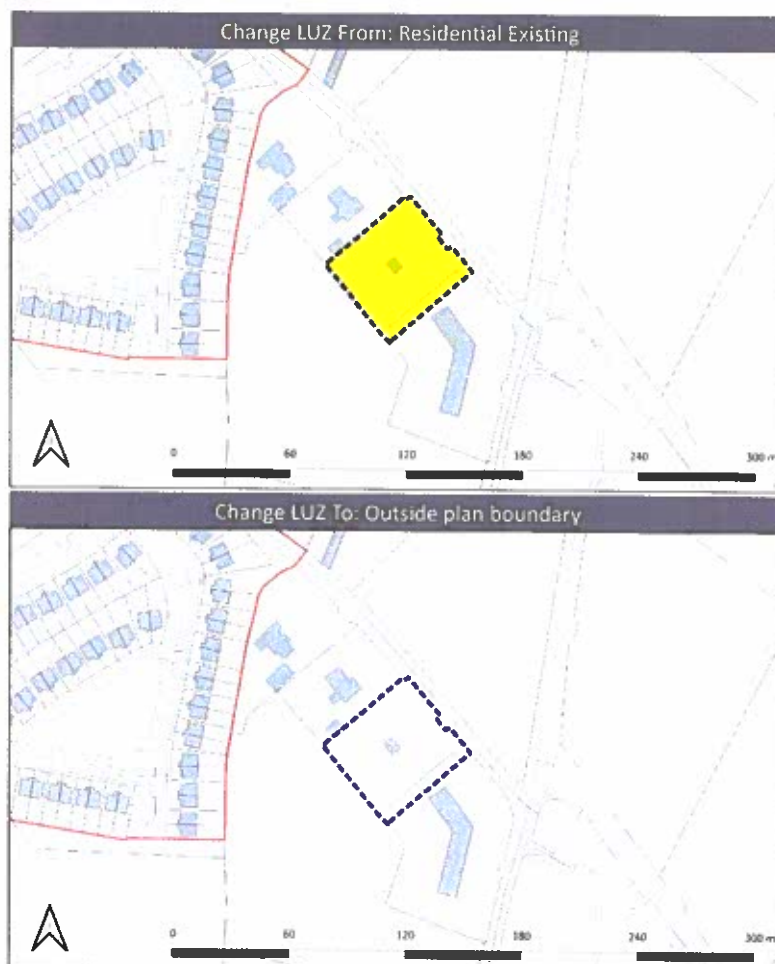 Change LUZ From: Residential Existing
0 60 120 180 240 300 m
Change LUZ To: Outside plan boundary
0 60 120 180 240 300 m